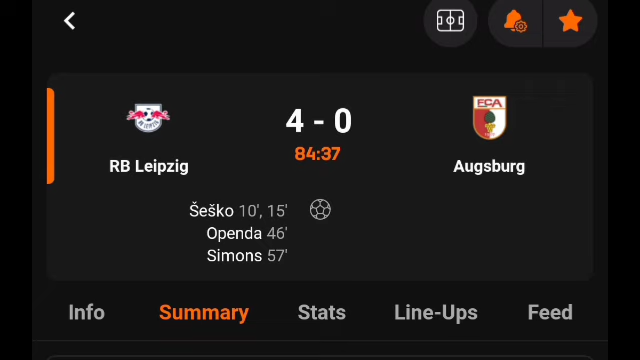 4 - 0
84:37
RB Leipzig
Augsburg
Šeško 10', 15'
Openda 46'
Simons 57'
Info Summary Stats Line-Ups Feed
FCA